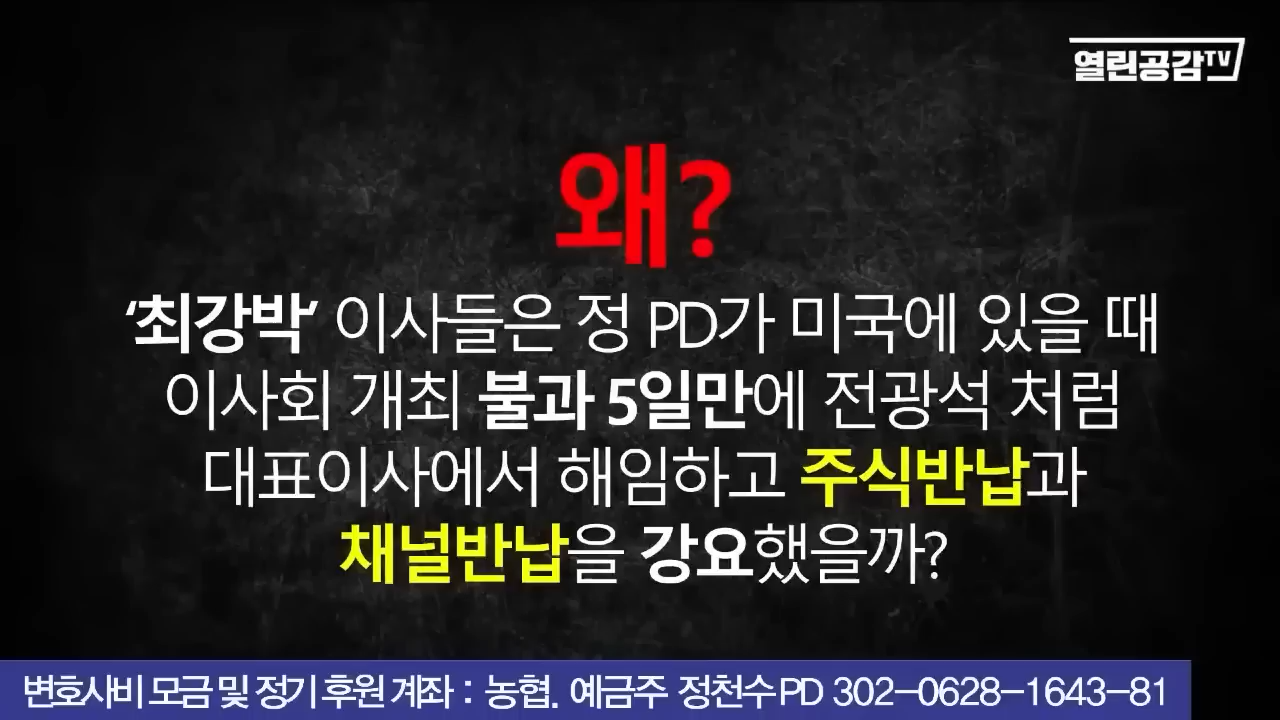 열린공감TV
왜?
‘최강박’ 이사들은 정 PD가 미국에 있을 때
이사회 개최 불과 5일만에 전광석 처럼
대표이사에서 해임하고 주식반납과
채널반납을 강요했을까?
변호사비 모금 및 정기 후원 계좌 : 농협. 예금주 정천수PD 302-0628-1643-81